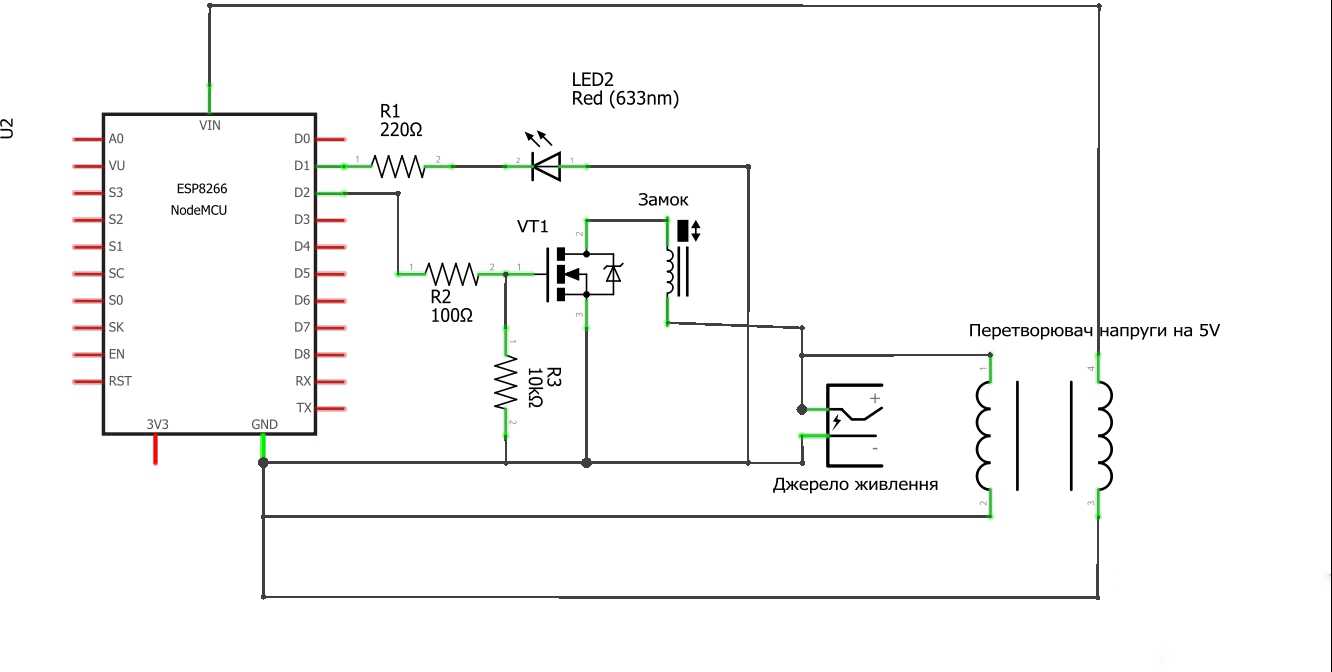 LED2
Red (633nm)
U2
R1
220Ω
VIN
A0
D0
VU
D1
1
2
2
1
S3
ESP8266
D2
NodeMCU
Замок
S2
D3
VT1
2
S1
D4
SC
D5
1
2
1
S0
D6
R2
100Ω
3
SK
D7
Перетворювач напруги на 5V
1
EN
D8
1
4
RST
RX
R3
10kΩ
+
TX
2
3V3
GND
-
Джерело живлення
2
3